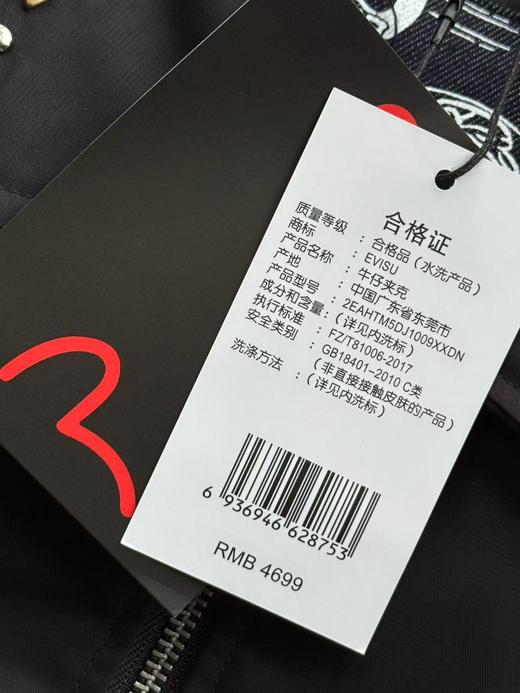 合格证
质量等级 : 合格品（水洗产品）
商标 : EVISU
产品名称 : 牛仔夹克
产地 : 中国广东省东莞市
产品型号 : 2EAHTM5DJ1009XXDN
成分和含量 : （详见内洗标）
执行标准 : FZ/T81006-2017
安全类别 : GB18401-2010 C类
（非直接接触皮肤的产品）
洗涤方法 : （详见内洗标）
6 936946 628753
RMB 4699